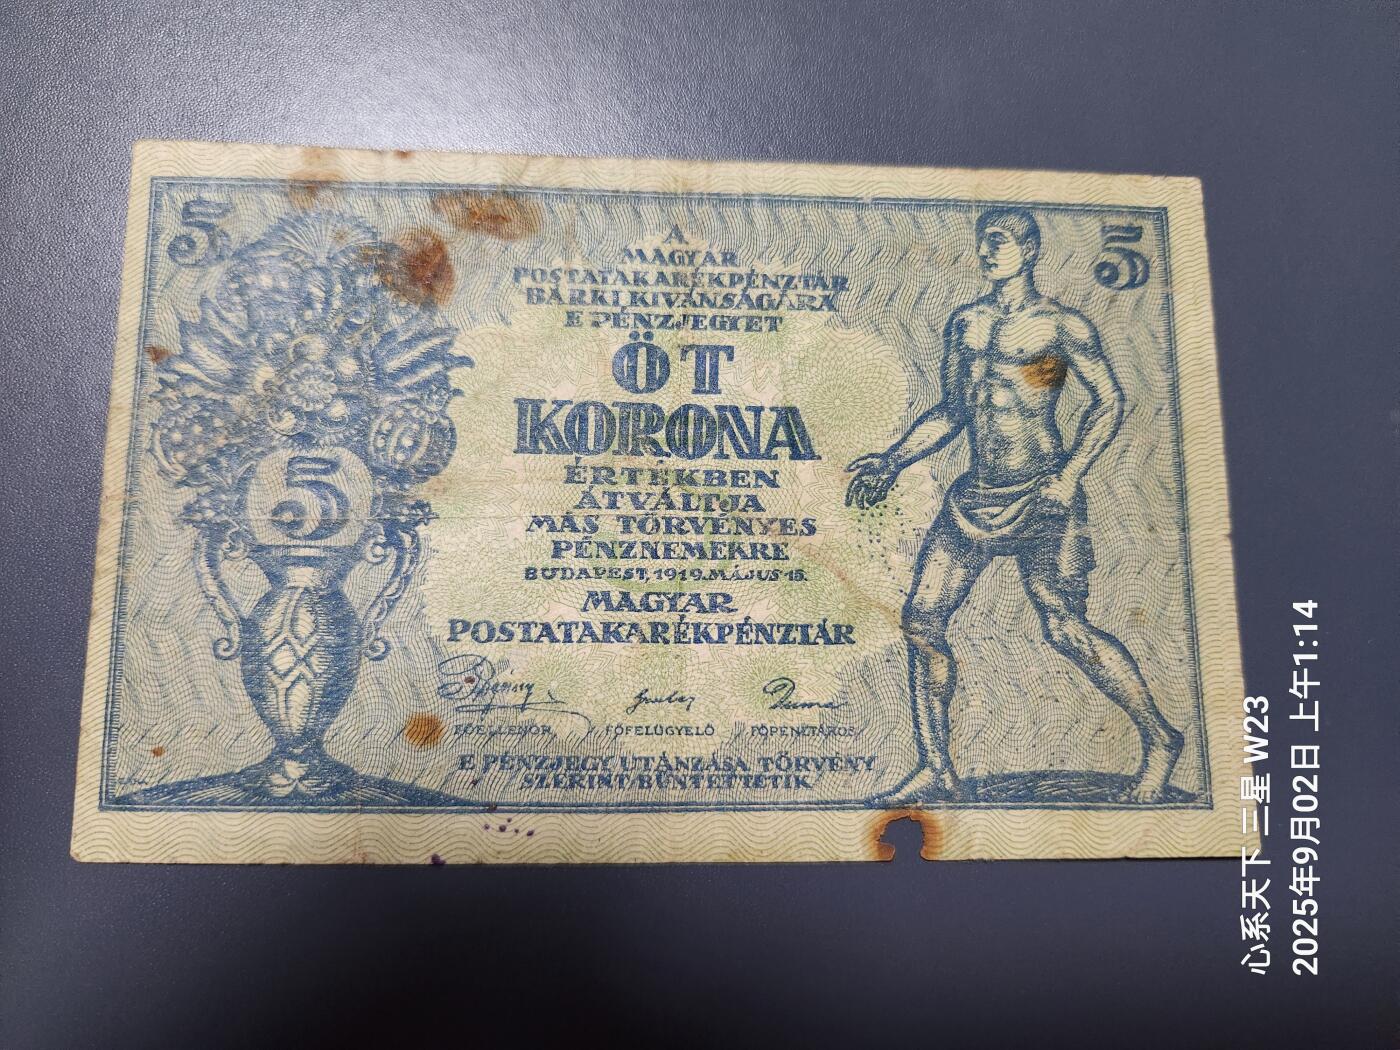 5
5
A
MAGYAR
POSTATAKARÉKPÉNZTÁR
BÁRKI KIVÁNSÁGÁRA
E PÉNZJEGYET
ÖT
KORONA
ÉRTÉKBEN
ÁTVÁLTJA
MÁS TÖRVÉNYES
PÉNZNEMEKRE
BUDAPEST, 1919. MÁJUS 15.
MAGYAR
POSTATAKARÉKPÉNZTÁR
5
FŐELLENŐR FŐFELÜGYELŐ FŐPÉNZTÁROS
E PÉNZJEGY UTÁNZÁSA TÖRVÉNY
SZERINT BÜNTETTETIK
心系天下 三星 W23
2025年9月02日 上午1:14